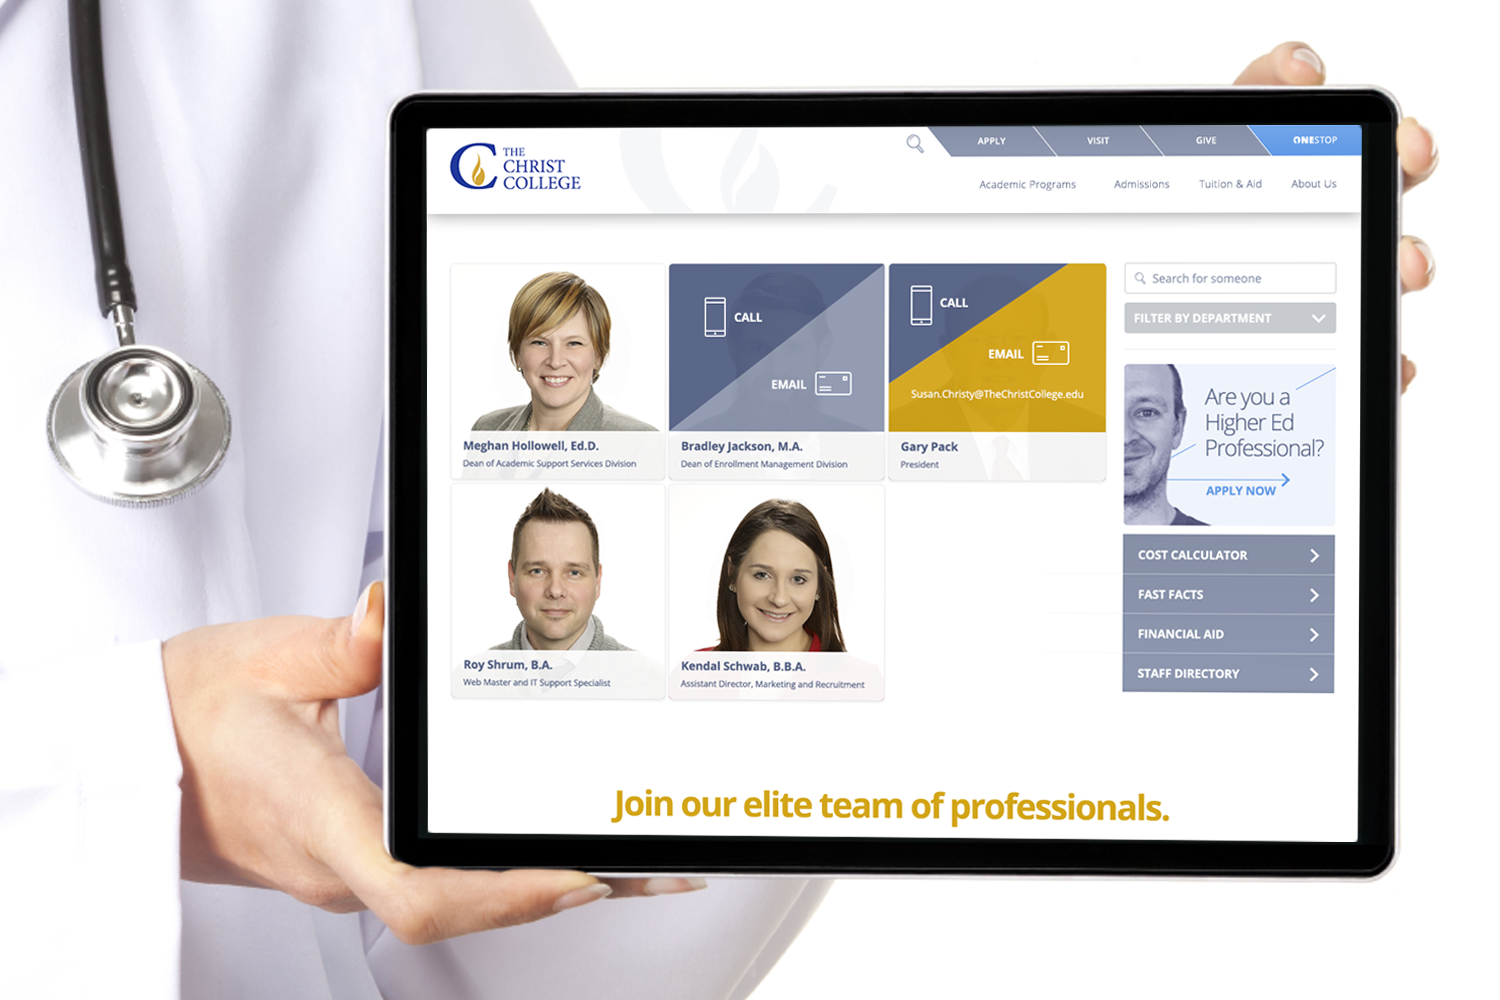 THE
CHRIST
COLLEGE
APPLY
VISIT
GIVE
ONESTOP
Academic Programs
Admissions
Tuition & Aid
About Us
CALL
EMAIL
CALL
EMAIL
Susan.Christy@TheChristCollege.edu
Meghan Hollowell, Ed.D.
Dean of Academic Support Services Division
Bradley Jackson, M.A.
Dean of Enrollment Management Division
Gary Pack
President
Roy Shrum, B.A.
Web Master and IT Support Specialist
Kendal Schwab, B.B.A.
Assistant Director, Marketing and Recruitment
Search for someone
FILTER BY DEPARTMENT
Are you a
Higher Ed
Professional?
APPLY NOW
COST CALCULATOR
FAST FACTS
FINANCIAL AID
STAFF DIRECTORY
Join our elite team of professionals.